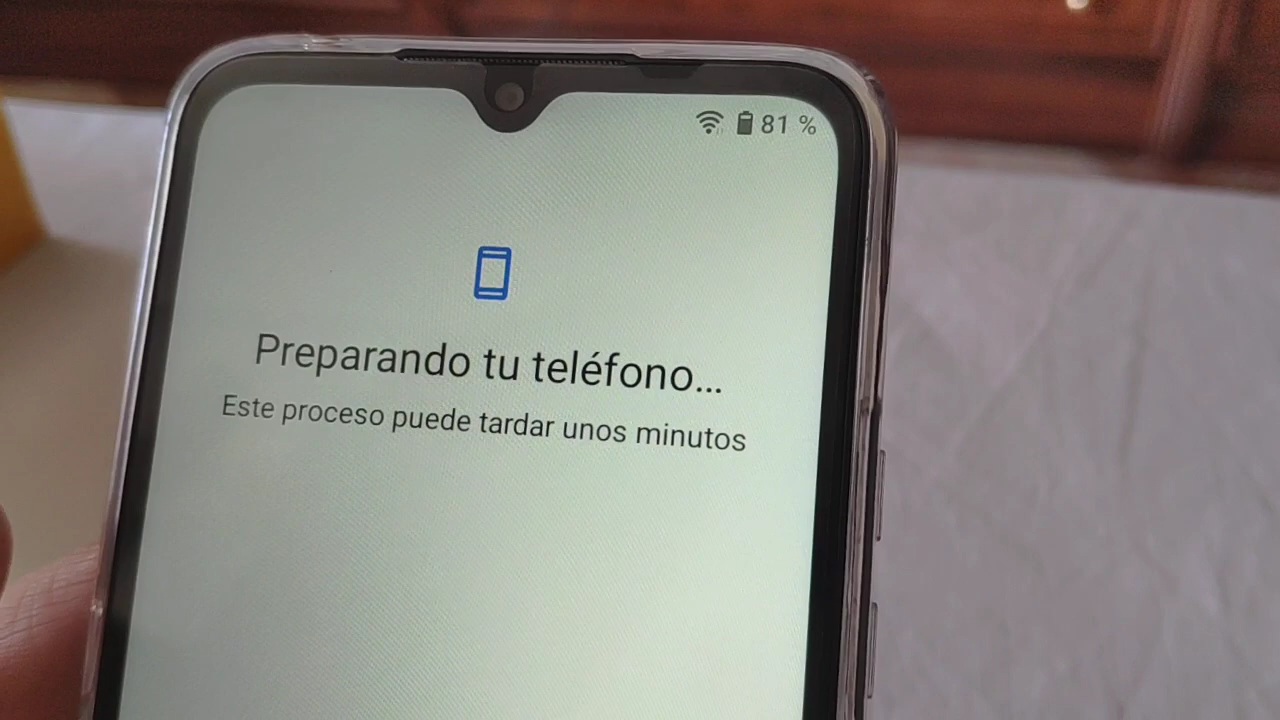 81 %
Preparando tu teléfono...
Este proceso puede tardar unos minutos